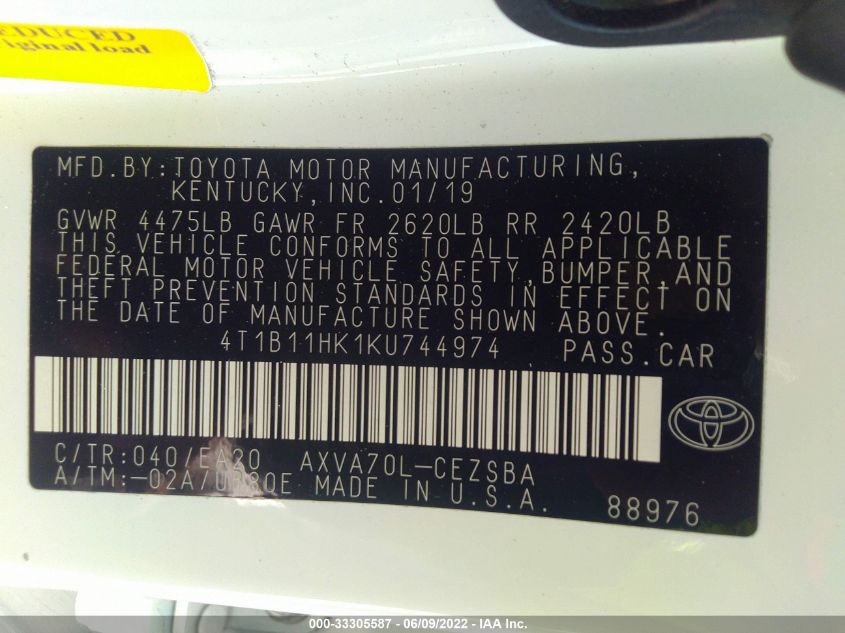 EDUCED
riginal load
MFD.BY:TOYOTA MOTOR MANUFACTURING,
KENTUCKY,INC.01/19
GVWR 4475LB GAWR FR 2620LB RR 2420LB
THIS VEHICLE CONFORMS TO ALL APPLICABLE
FEDERAL MOTOR VEHICLE SAFETY,BUMPER,AND
THEFT PREVENTION STANDARDS IN EFFECT ON
THE DATE OF MANUFACTURE SHOWN ABOVE.
4T1B11HK1KU744974 PASS.CAR
C/TR:040/EA20 AXVA70L-CEZSBA
MADE IN U.S.A.
88976
000-33305587 - 06/09/2022 - IAA Inc.